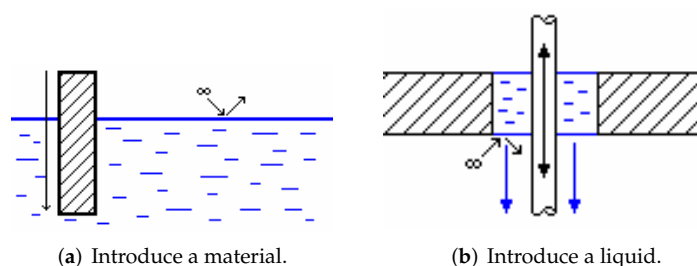 ∞
∞
(a) Introduce a material.
(b) Introduce a liquid.